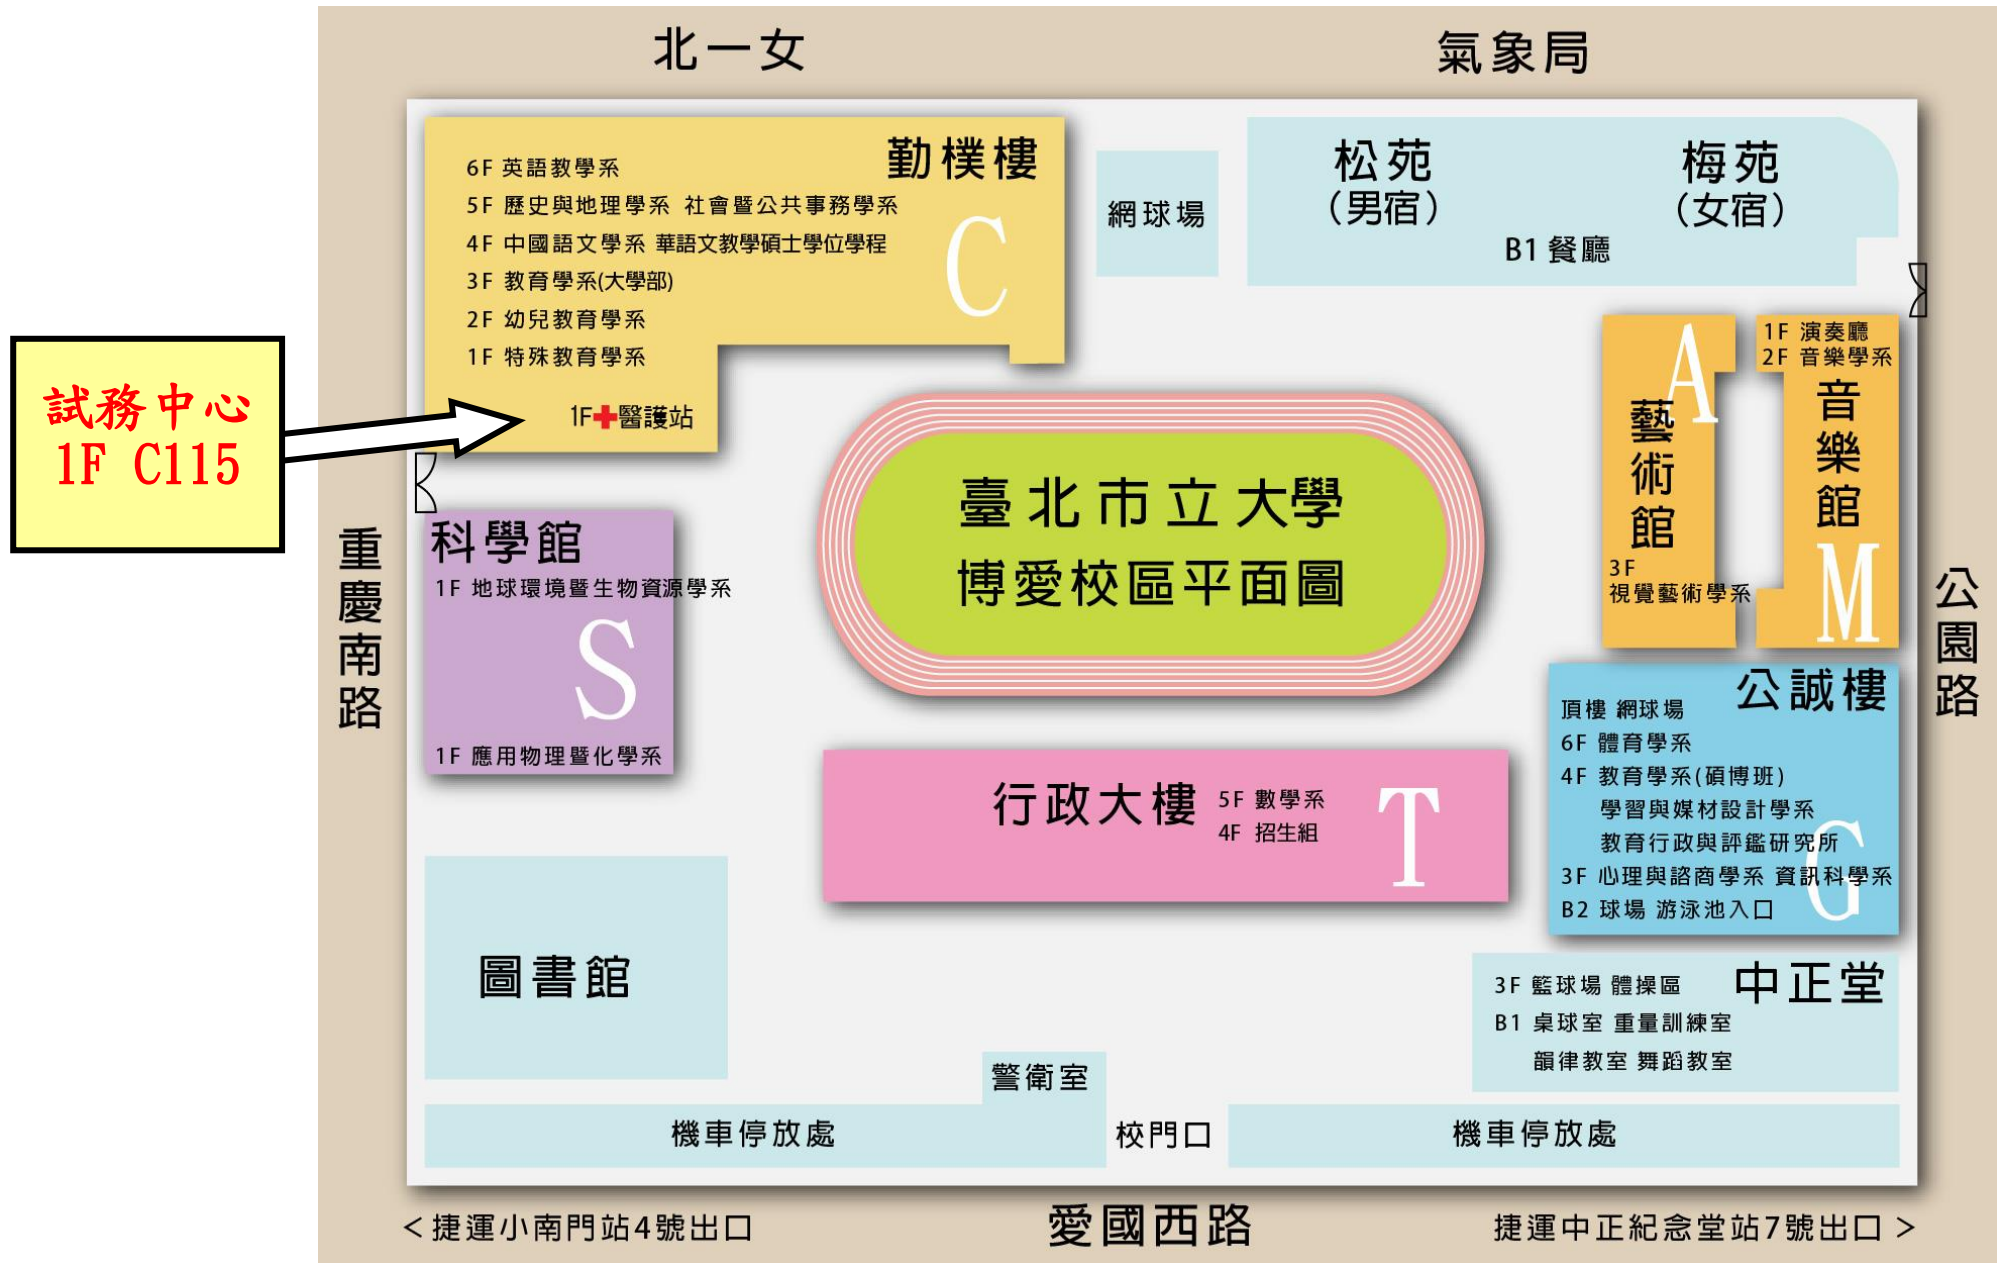 北一女
氣象局
勤樸樓
C
6F 英語教學系
5F 歷史與地理學系 社會暨公共事務學系
4F 中國語文學系 華語文教學碩士學位學程
3F 教育學系(大學部)
2F 幼兒教育學系
1F 特殊教育學系
1F 醫護站
網球場
松苑
(男宿)
梅苑
(女宿)
B1 餐廳
試務中心
1F C115
A
藝術館
3F
視覺藝術學系
1F 演奏廳
2F 音樂學系
音樂館
M
臺北市立大學
博愛校區平面圖
重慶南路
科學館
1F 地球環境暨生物資源學系
S
1F 應用物理暨化學系
公園路
公誠樓
頂樓 網球場
6F 體育學系
4F 教育學系(碩博班)
學習與媒材設計學系
教育行政與評鑑研究所
3F 心理與諮商學系 資訊科學系
B2 球場 游泳池入口
G
行政大樓
5F 數學系
4F 招生組
T
圖書館
中正堂
3F 籃球場 體操區
B1 桌球室 重量訓練室
韻律教室 舞蹈教室
警衛室
機車停放處
校門口
機車停放處
<捷運小南門站4號出口
愛國西路
捷運中正紀念堂站7號出口>